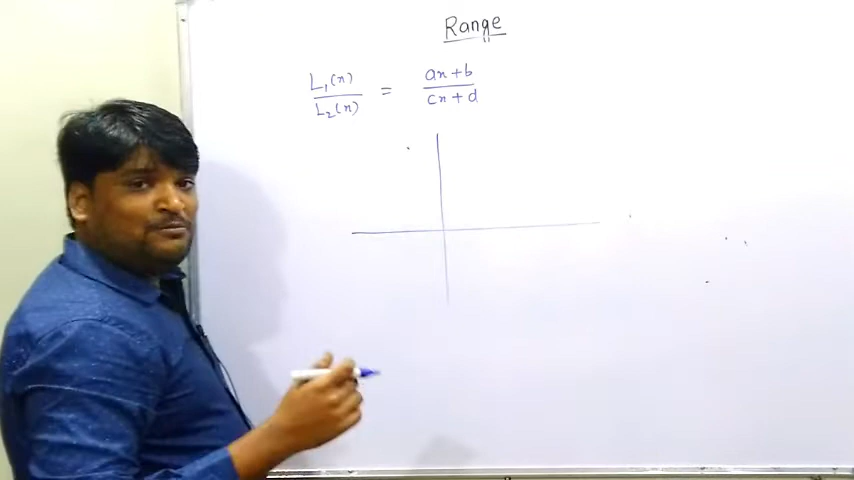 Range
L₁(x)/L₂(x) = ax+b/cx+d